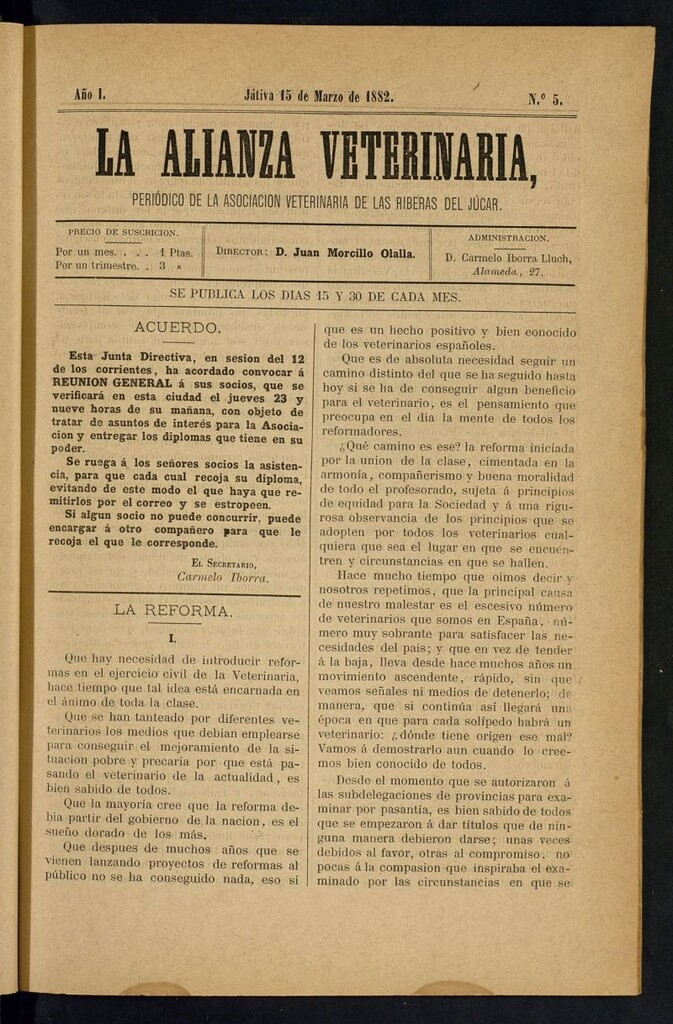 Año I.
Játiva 15 de Marzo de 1882.
N.º 5.
LA ALIANZA VETERINARIA,
PERIÓDICO DE LA ASOCIACION VETERINARIA DE LAS RIBERAS DEL JÚCAR.
PRECIO DE SUSCRICION.
Por un mes. . . . 1 Ptas.
Por un trimestre. . 3 »
DIRECTOR: D. Juan Morcillo Olalla.
ADMINISTRACION.
D. Carmelo Iborra Lluch,
Alameda, 27.
SE PUBLICA LOS DIAS 15 Y 30 DE CADA MES.
ACUERDO.
Esta Junta Directiva, en sesion del 12
de los corrientes, ha acordado convocar á
REUNION GENERAL á sus socios, que se
verificará en esta ciudad el jueves 23 y
nueve horas de su mañana, con objeto de
tratar de asuntos de interés para la Asocia-
cion y entregar los diplomas que tiene en su
poder.
Se ruega á los señores socios la asisten-
cia, para que cada cual recoja su diploma,
evitando de este modo el que haya que re-
mitirlos por el correo y se estropeen.
Si algun socio no puede concurrir, puede
encargar á otro compañero para que le
recoja el que le corresponde.
EL SECRETARIO,
Carmelo Iborra.
LA REFORMA.
I.
Que hay necesidad de introducir refor-
mas en el ejercicio civil de la Veterinaria,
hace tiempo que tal idea está encarnada en
el ánimo de toda la clase.
Que se han tanteado por diferentes ve-
terinarios los medios que debian emplearse
para conseguir el mejoramiento de la si-
tuacion pobre y precaria por que está pa-
sando el veterinario de la actualidad, es
bien sabido de todos.
Que la mayoría cree que la reforma de-
bia partir del gobierno de la nacion, es el
sueño dorado de los más.
Que despues de muchos años que se
vienen lanzando proyectos de reformas al
público no se ha conseguido nada, eso sí
que es un hecho positivo y bien conocido
de los veterinarios españoles.
Que es de absoluta necesidad seguir un
camino distinto del que se ha seguido hasta
hoy si se ha de conseguir algun beneficio
para el veterinario, es el pensamiento que
preocupa en el dia la mente de todos los
reformadores.
¿Qué camino es ese? la reforma iniciada
por la union de la clase, cimentada en la
armonía, compañerismo y buena moralidad
de todo el profesorado, sujeta á principios
de equidad para la Sociedad y á una rigu-
rosa observancia de los principios que se
adopten por todos los veterinarios cual-
quiera que sea el lugar en que se encuen-
tren y circunstancias en que se hallen.
Hace mucho tiempo que oimos decir y
nosotros repetimos, que la principal causa
de nuestro malestar es el escesivo número
de veterinarios que somos en España, nú-
mero muy sobrante para satisfacer las ne-
cesidades del pais; y que en vez de tender
á la baja, lleva desde hace muchos años un
movimiento ascendente, rápido, sin que
veamos señales ni medios de detenerlo; de
manera, que si continúa así llegará una
época en que para cada solípedo habrá un
veterinario: ¿dónde tiene origen ese mal?
Vamos á demostrarlo aun cuando lo cree-
mos bien conocido de todos.
Desde el momento que se autorizaron á
las subdelegaciones de provincias para exa-
minar por pasantía, es bien sabido de todos
que se empezaron á dar títulos que de nin-
guna manera debieron darse; unas veces
debidos al favor, otras al compromiso, no
pocas á la compasion que inspiraba el exa-
minado por las circunstancias en que se